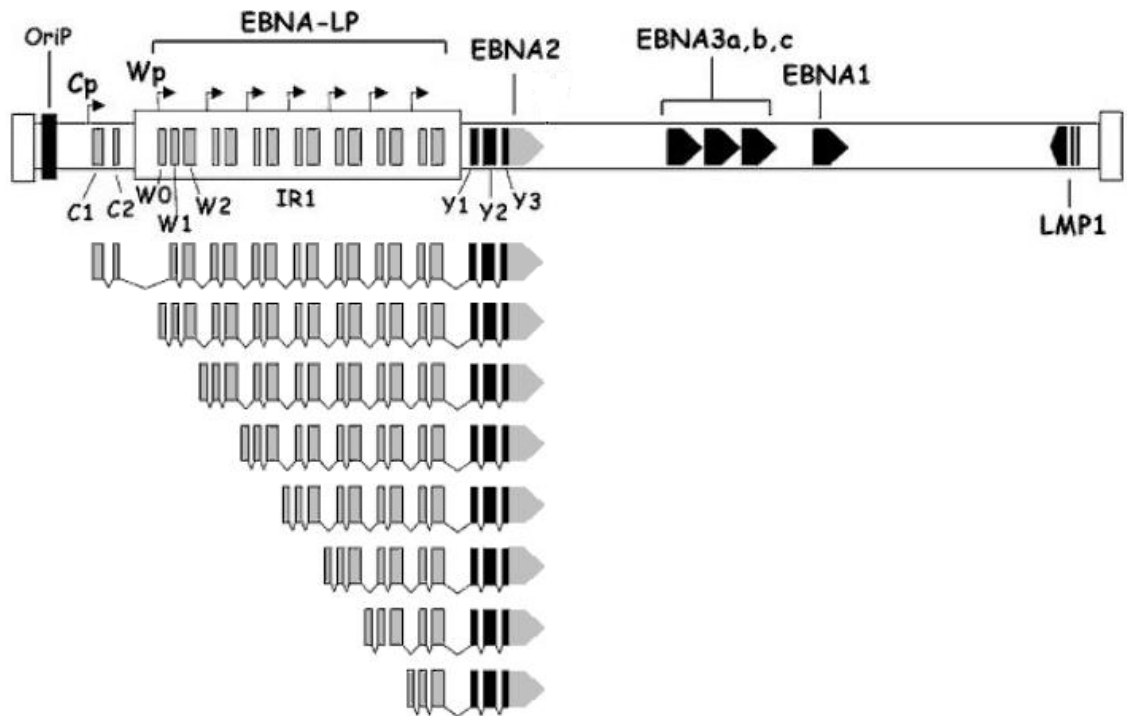 EBNA-LP
OriP
EBNA2
EBNA3a,b,c
Cp
Wp
EBNA1
C1
C2
W0
W1
W2
IR1
Y1
Y2
Y3
LMP1